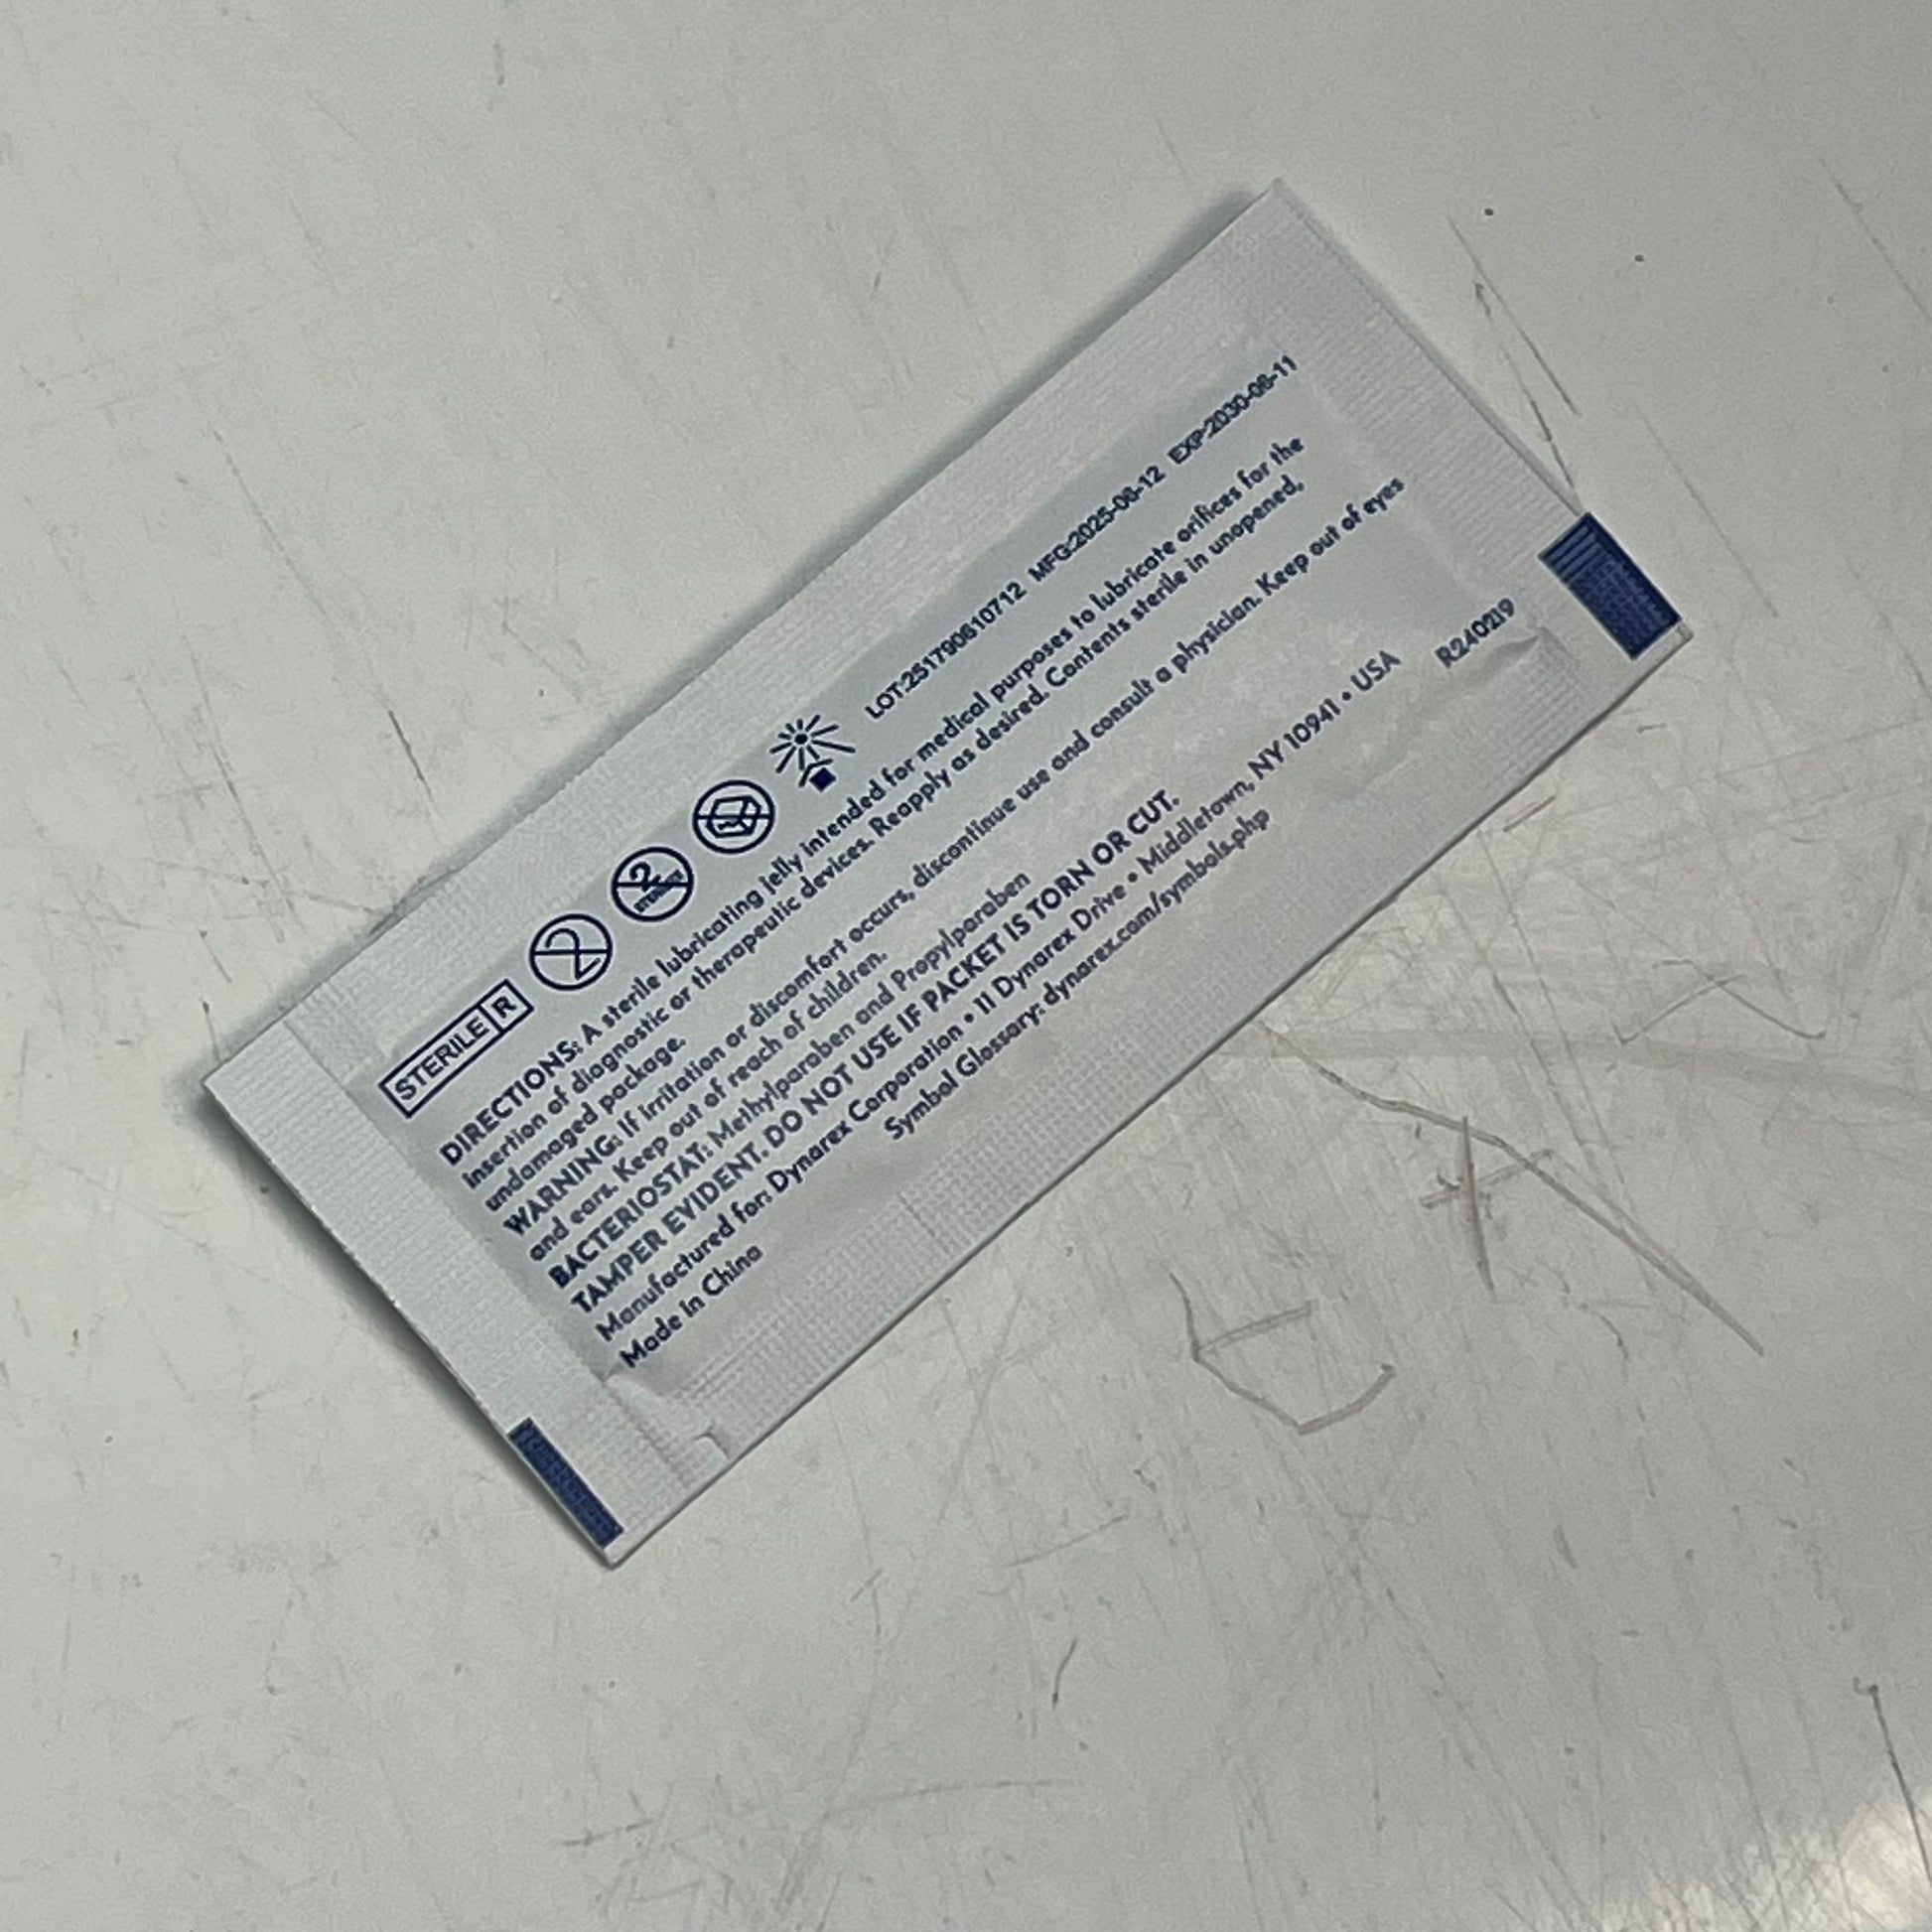 STERILE R
2
2
STERILIZE
LOT:251790610712 MFG:2025-06-12 EXP:2030-06-11
DIRECTIONS: A sterile lubricating jelly intended for medical purposes to lubricate orifices for the
insertion of diagnostic or therapeutic devices. Reapply as desired. Contents sterile in unopened,
undamaged package.
WARNING: If irritation or discomfort occurs, discontinue use and consult a physician. Keep out of eyes
and ears. Keep out of reach of children.
BACTERIOSTAT: Methylparaben and Propylparaben
TAMPER EVIDENT. DO NOT USE IF PACKET IS TORN OR CUT.
Manufactured for: Dynarex Corporation • 11 Dynarex Drive • Middletown, NY 10941 • USA R240219
Made in China
Symbol Glossary: dynarex.com/symbols.php